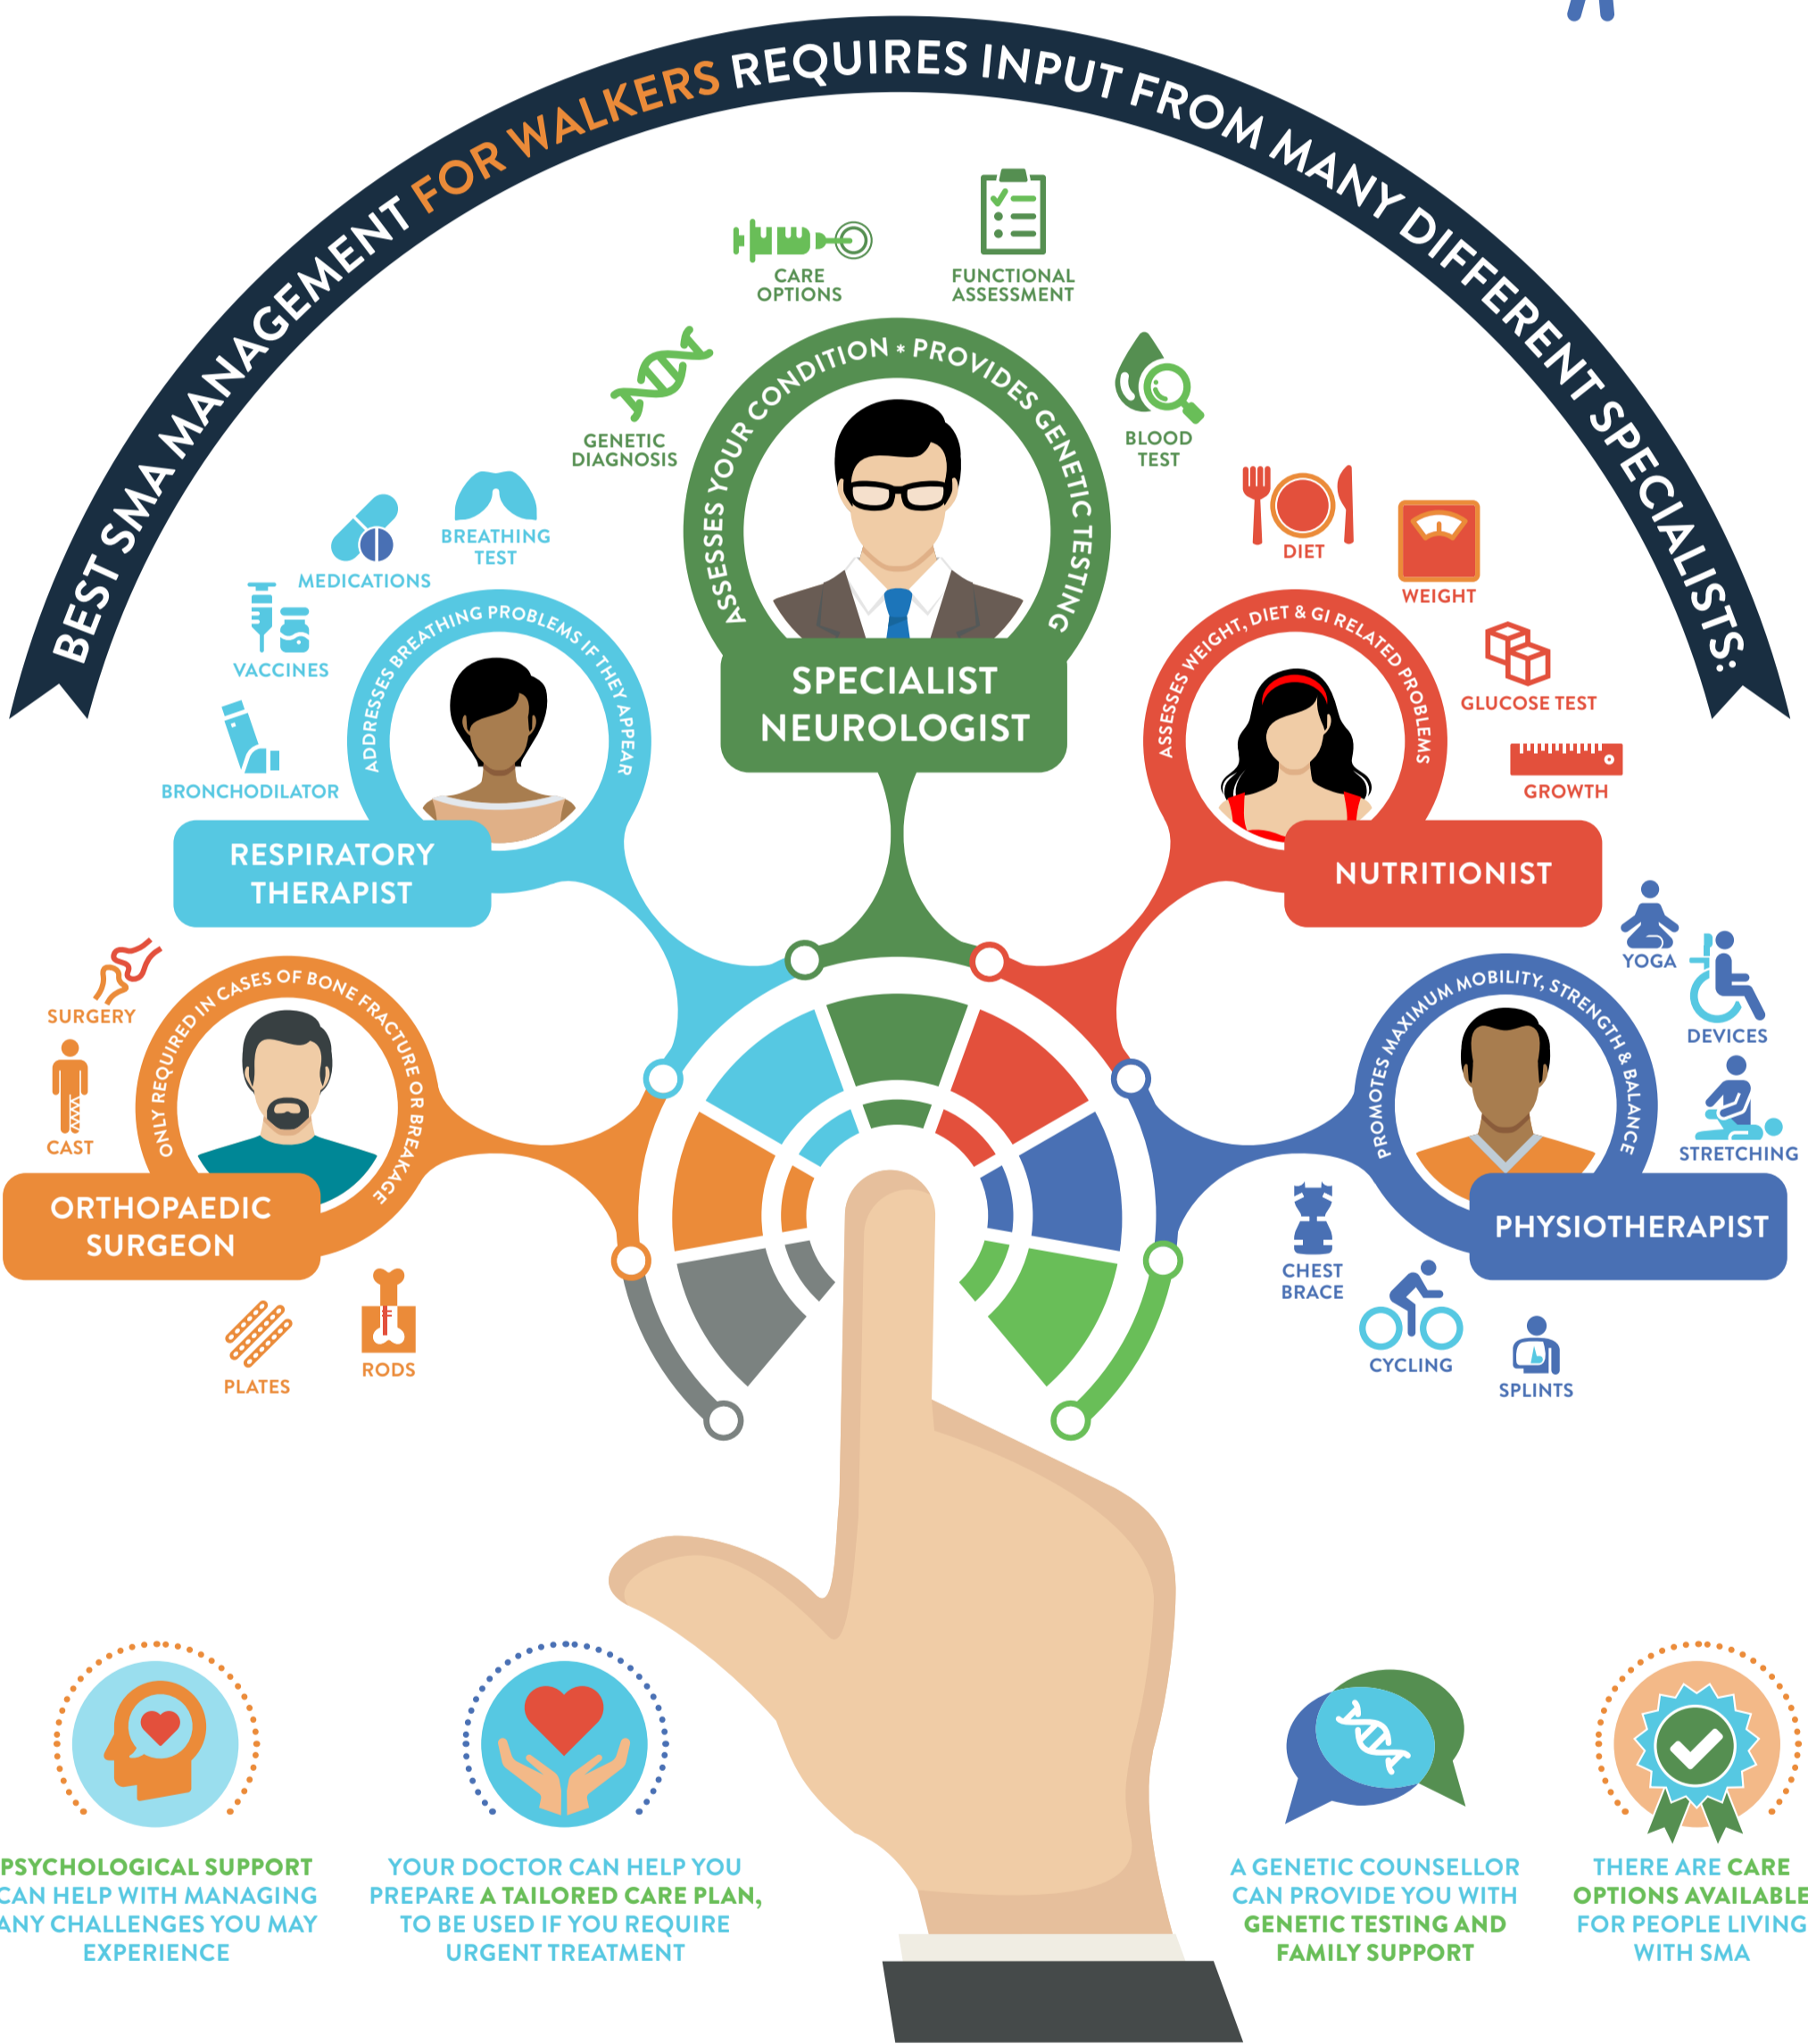 BEST SMA MANAGEMENT FOR WALKERS REQUIRES INPUT FROM MANY DIFFERENT SPECIALISTS:
CARE
OPTIONS
FUNCTIONAL
ASSESSMENT
GENETIC
DIAGNOSIS
BLOOD
TEST
ASSESSES YOUR CONDITION * PROVIDES GENETIC TESTING
SPECIALIST
NEUROLOGIST
BREATHING
TEST
MEDICATIONS
VACCINES
BRONCHODILATOR
ADDRESSES BREATHING PROBLEMS IF THEY APPEAR
RESPIRATORY
THERAPIST
DIET
WEIGHT
GLUCOSE TEST
GROWTH
ASSESSES WEIGHT, DIET & GI RELATED PROBLEMS
NUTRITIONIST
SURGERY
CAST
ONLY REQUIRED IN CASES OF BONE FRACTURE OR BREAKAGE
ORTHOPAEDIC
SURGEON
PLATES
RODS
YOGA
DEVICES
STRETCHING
PROMOTES MAXIMUM MOBILITY, STRENGTH & BALANCE
PHYSIOTHERAPIST
CHEST
BRACE
CYCLING
SPLINTS
PSYCHOLOGICAL SUPPORT
CAN HELP WITH MANAGING
ANY CHALLENGES YOU MAY
EXPERIENCE
YOUR DOCTOR CAN HELP YOU
PREPARE A TAILORED CARE PLAN,
TO BE USED IF YOU REQUIRE
URGENT TREATMENT
A GENETIC COUNSELLOR
CAN PROVIDE YOU WITH
GENETIC TESTING AND
FAMILY SUPPORT
THERE ARE CARE
OPTIONS AVAILABLE
FOR PEOPLE LIVING
WITH SMA